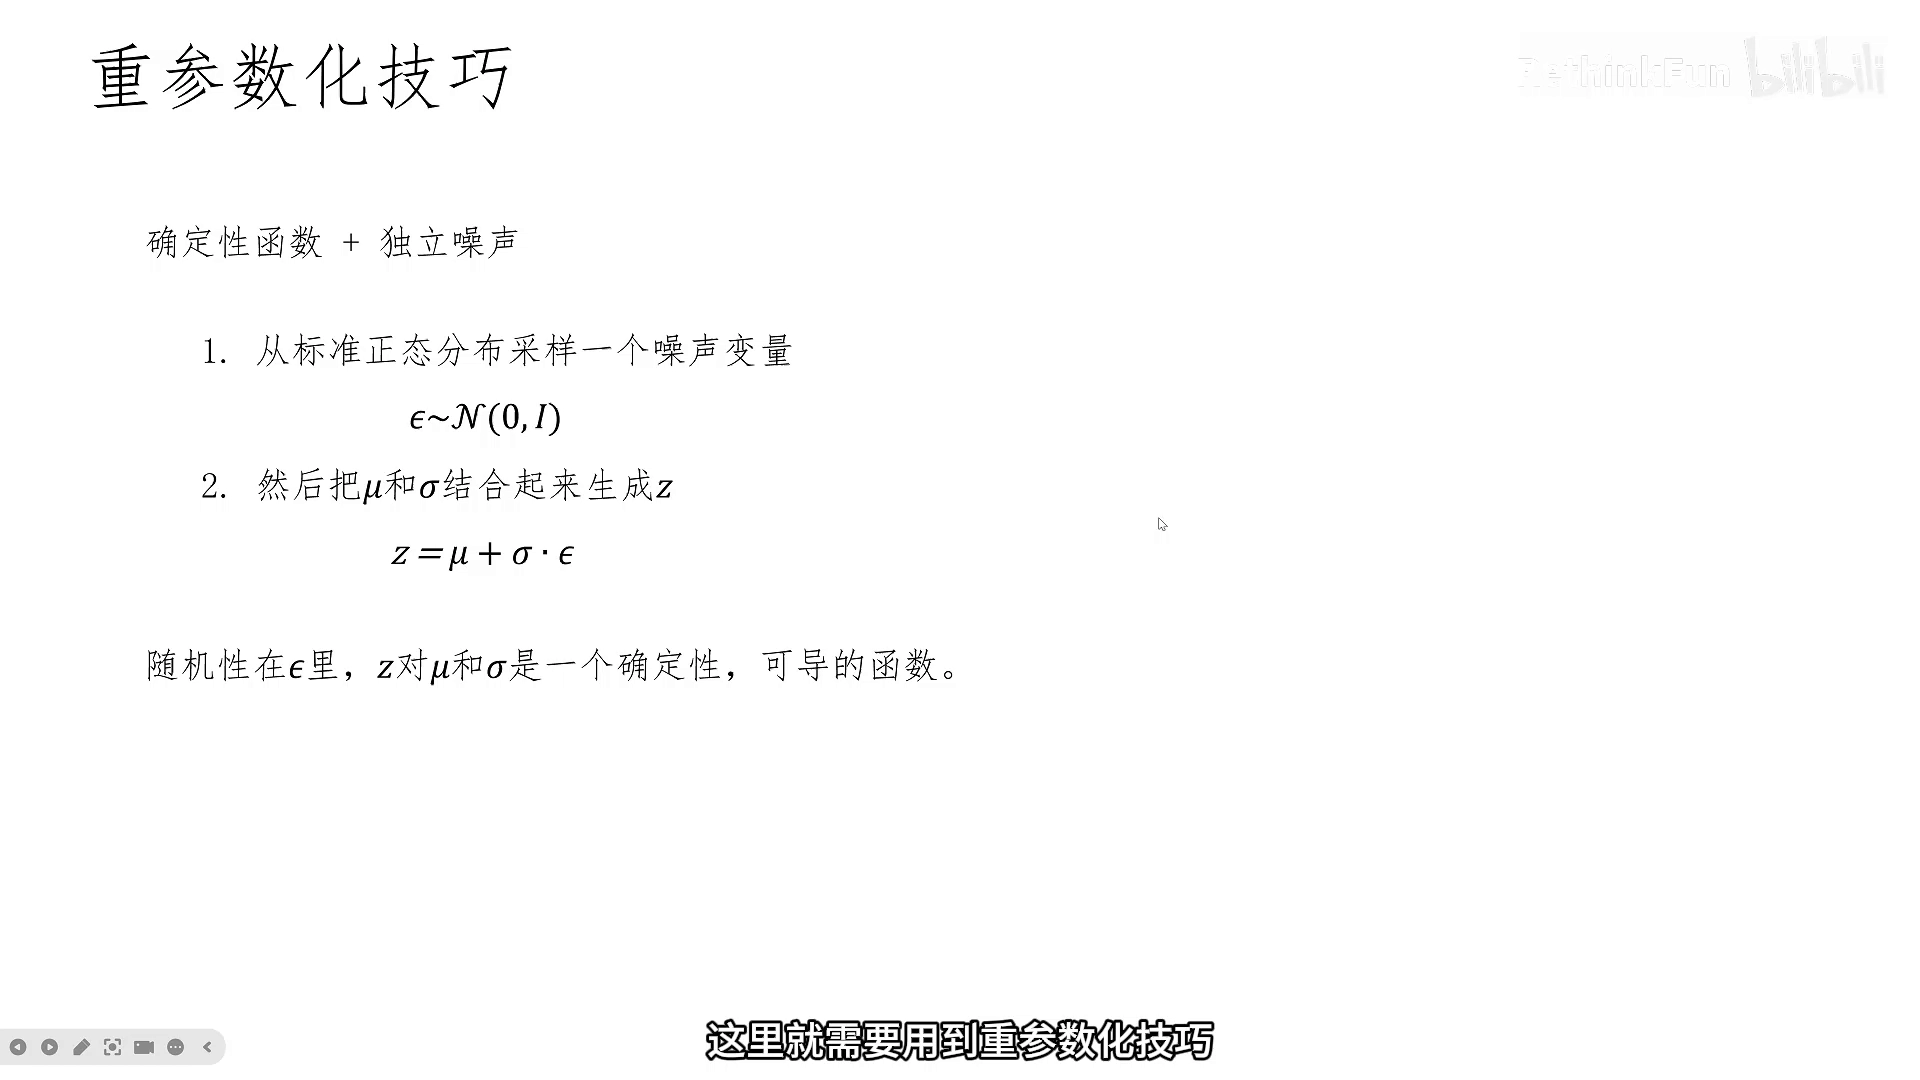 重参数化技巧
RethinkFun bilibili
确定性函数 + 独立噪声
1. 从标准正态分布采样一个噪声变量
ϵ~𝒩(0, I)
2. 然后把μ和σ结合起来生成z
z = μ + σ · ϵ
随机性在ϵ里，z对μ和σ是一个确定性，可导的函数。
这里就需要用到重参数化技巧